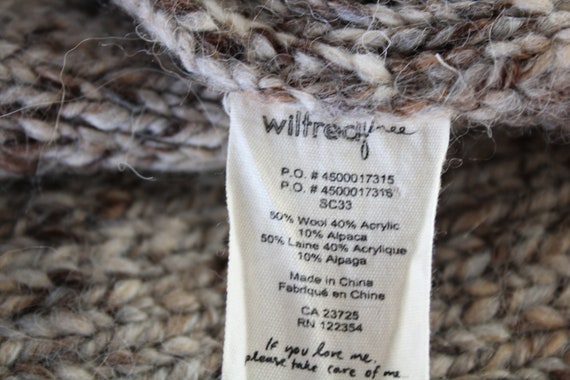 wilfred free
P.O. # 4500017315
P.O. # 4500017316
SC33
50% Wool 40% Acrylic
10% Alpaca
50% Laine 40% Acrylique
10% Alpaga
Made in China
Fabriqué en Chine
CA 23725
RN 122354
If you love me,
please take care of me